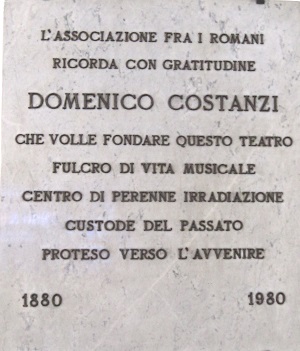 L'ASSOCIAZIONE FRA I ROMANI
RICORDA CON GRATITUDINE
DOMENICO COSTANZI
CHE VOLLE FONDARE QUESTO TEATRO
FULCRO DI VITA MUSICALE
CENTRO DI PERENNE IRRADIAZIONE
CUSTODE DEL PASSATO
PROTESO VERSO L'AVVENIRE
1880 1980